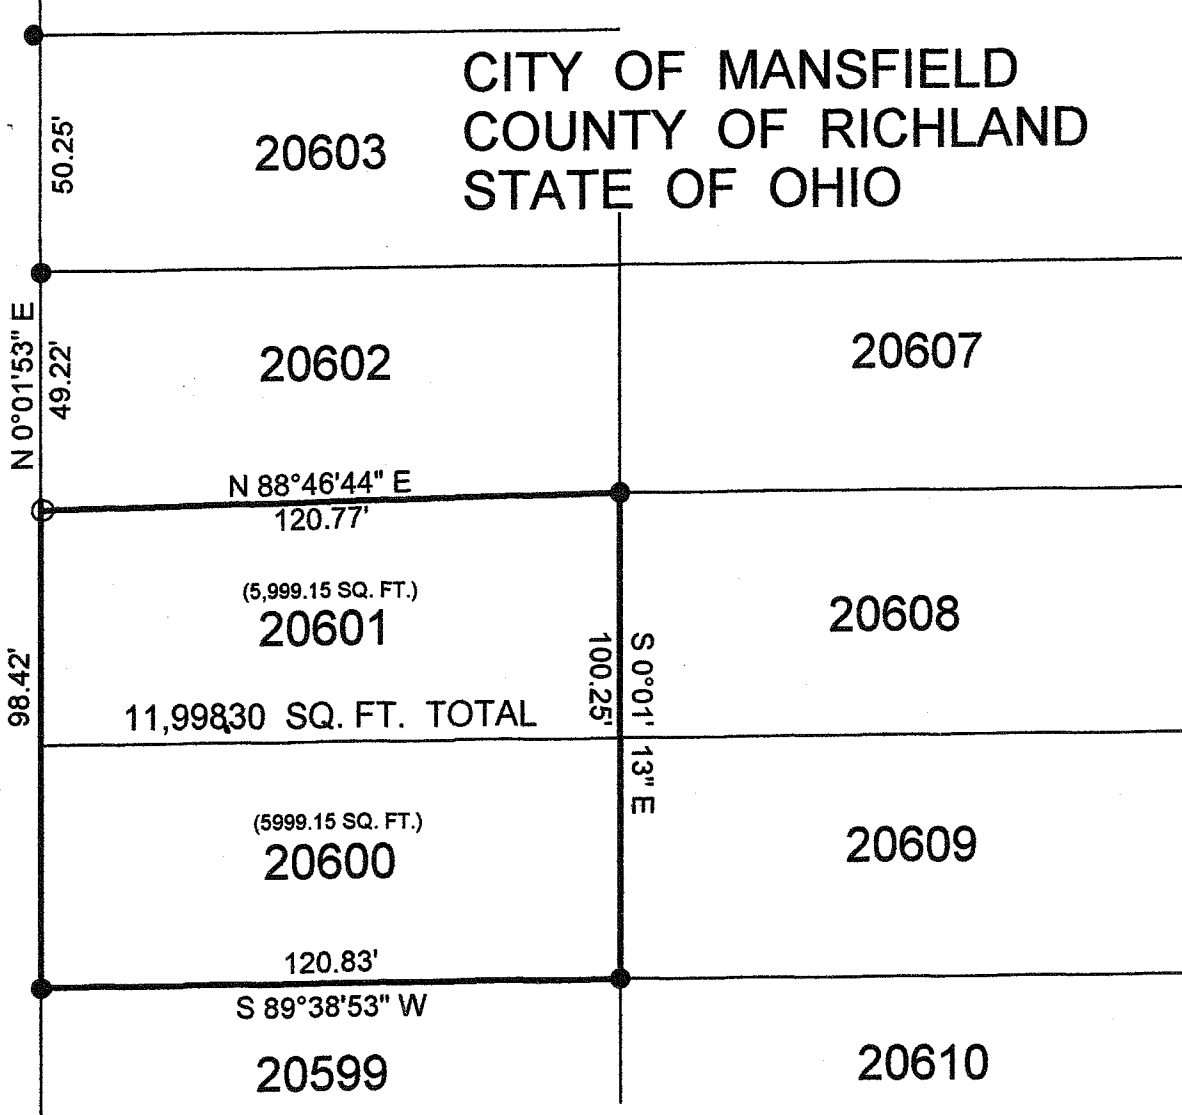 CITY OF MANSFIELD
COUNTY OF RICHLAND
STATE OF OHIO
50.25'
20603
N 0°01'53" E
49.22'
20602
20607
N 88°46'44" E
120.77'
(5,999.15 SQ. FT.)
20601
20608
98.42'
100.25'
S 0°01' 13" E
11,998.30 SQ. FT. TOTAL
(5999.15 SQ. FT.)
20600
20609
120.83'
S 89°38'53" W
20599
20610